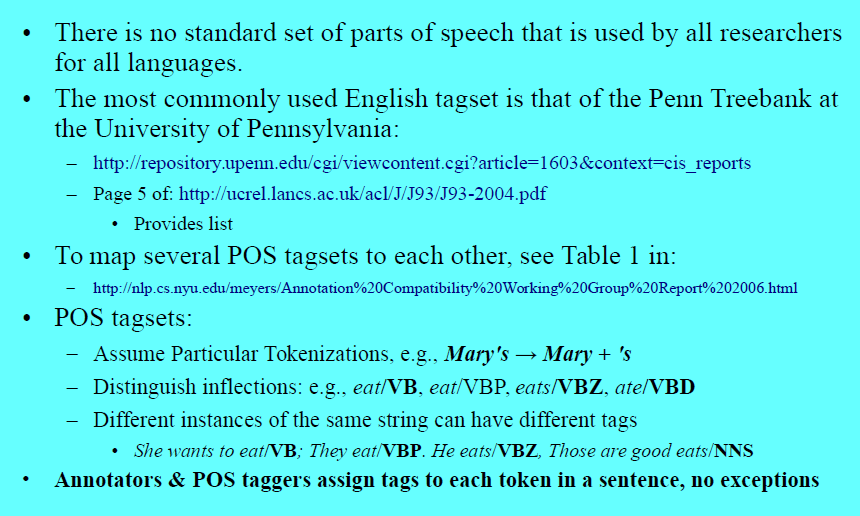 • There is no standard set of parts of speech that is used by all researchers
for all languages.
• The most commonly used English tagset is that of the Penn Treebank at
the University of Pennsylvania:
– http://repository.upenn.edu/cgi/viewcontent.cgi?article=1603&context=cis_reports
– Page 5 of: http://ucrel.lancs.ac.uk/acl/J/J93/J93-2004.pdf
• Provides list
• To map several POS tagsets to each other, see Table 1 in:
– http://nlp.cs.nyu.edu/meyers/Annotation%20Compatibility%20Working%20Group%20Report%202006.html
• POS tagsets:
– Assume Particular Tokenizations, e.g., Mary's → Mary + 's
– Distinguish inflections: e.g., eat/VB, eat/VBP, eats/VBZ, ate/VBD
– Different instances of the same string can have different tags
• She wants to eat/VB; They eat/VBP. He eats/VBZ, Those are good eats/NNS
• Annotators & POS taggers assign tags to each token in a sentence, no exceptions